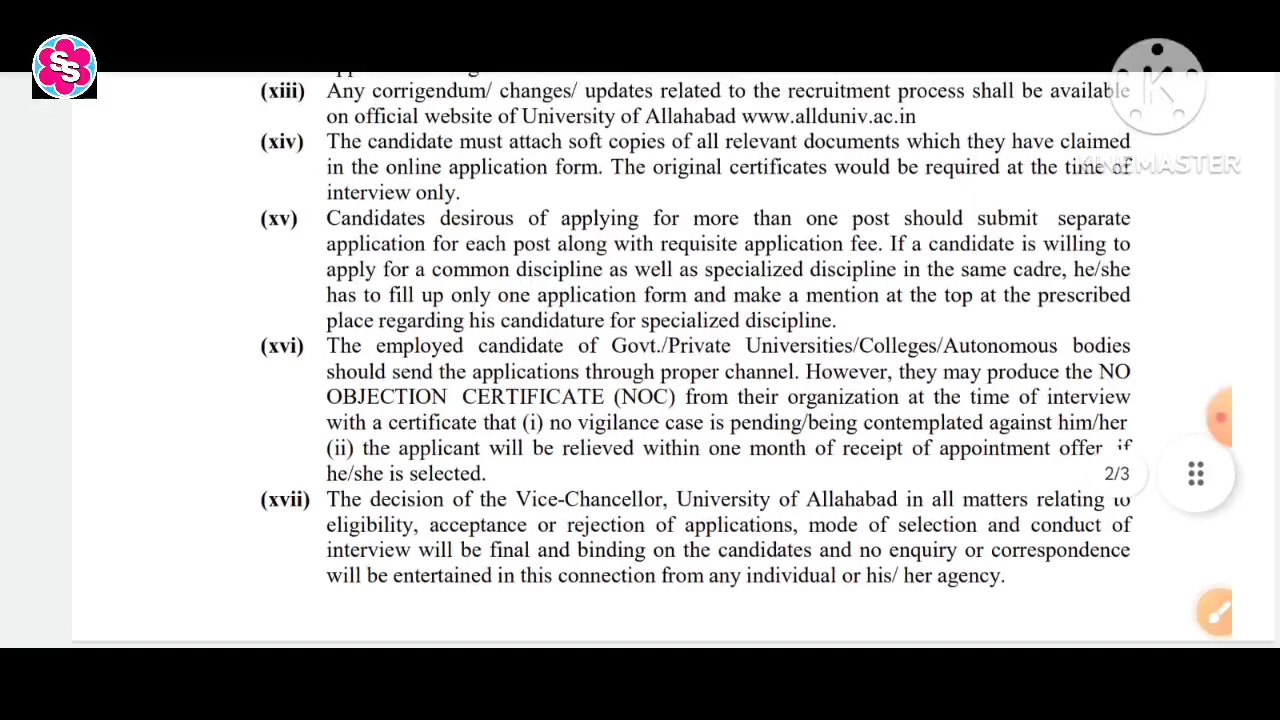 SS
(xiii) Any corrigendum/ changes/ updates related to the recruitment process shall be available
on official website of University of Allahabad www.allduniv.ac.in
(xiv) The candidate must attach soft copies of all relevant documents which they have claimed
in the online application form. The original certificates would be required at the time of
interview only.
(xv) Candidates desirous of applying for more than one post should submit separate
application for each post along with requisite application fee. If a candidate is willing to
apply for a common discipline as well as specialized discipline in the same cadre, he/she
has to fill up only one application form and make a mention at the top at the prescribed
place regarding his candidature for specialized discipline.
(xvi) The employed candidate of Govt./Private Universities/Colleges/Autonomous bodies
should send the applications through proper channel. However, they may produce the NO
OBJECTION CERTIFICATE (NOC) from their organization at the time of interview
with a certificate that (i) no vigilance case is pending/being contemplated against him/her
(ii) the applicant will be relieved within one month of receipt of appointment offer if
he/she is selected.
2/3
(xvii) The decision of the Vice-Chancellor, University of Allahabad in all matters relating to
eligibility, acceptance or rejection of applications, mode of selection and conduct of
interview will be final and binding on the candidates and no enquiry or correspondence
will be entertained in this connection from any individual or his/ her agency.
K
KINEMASTER